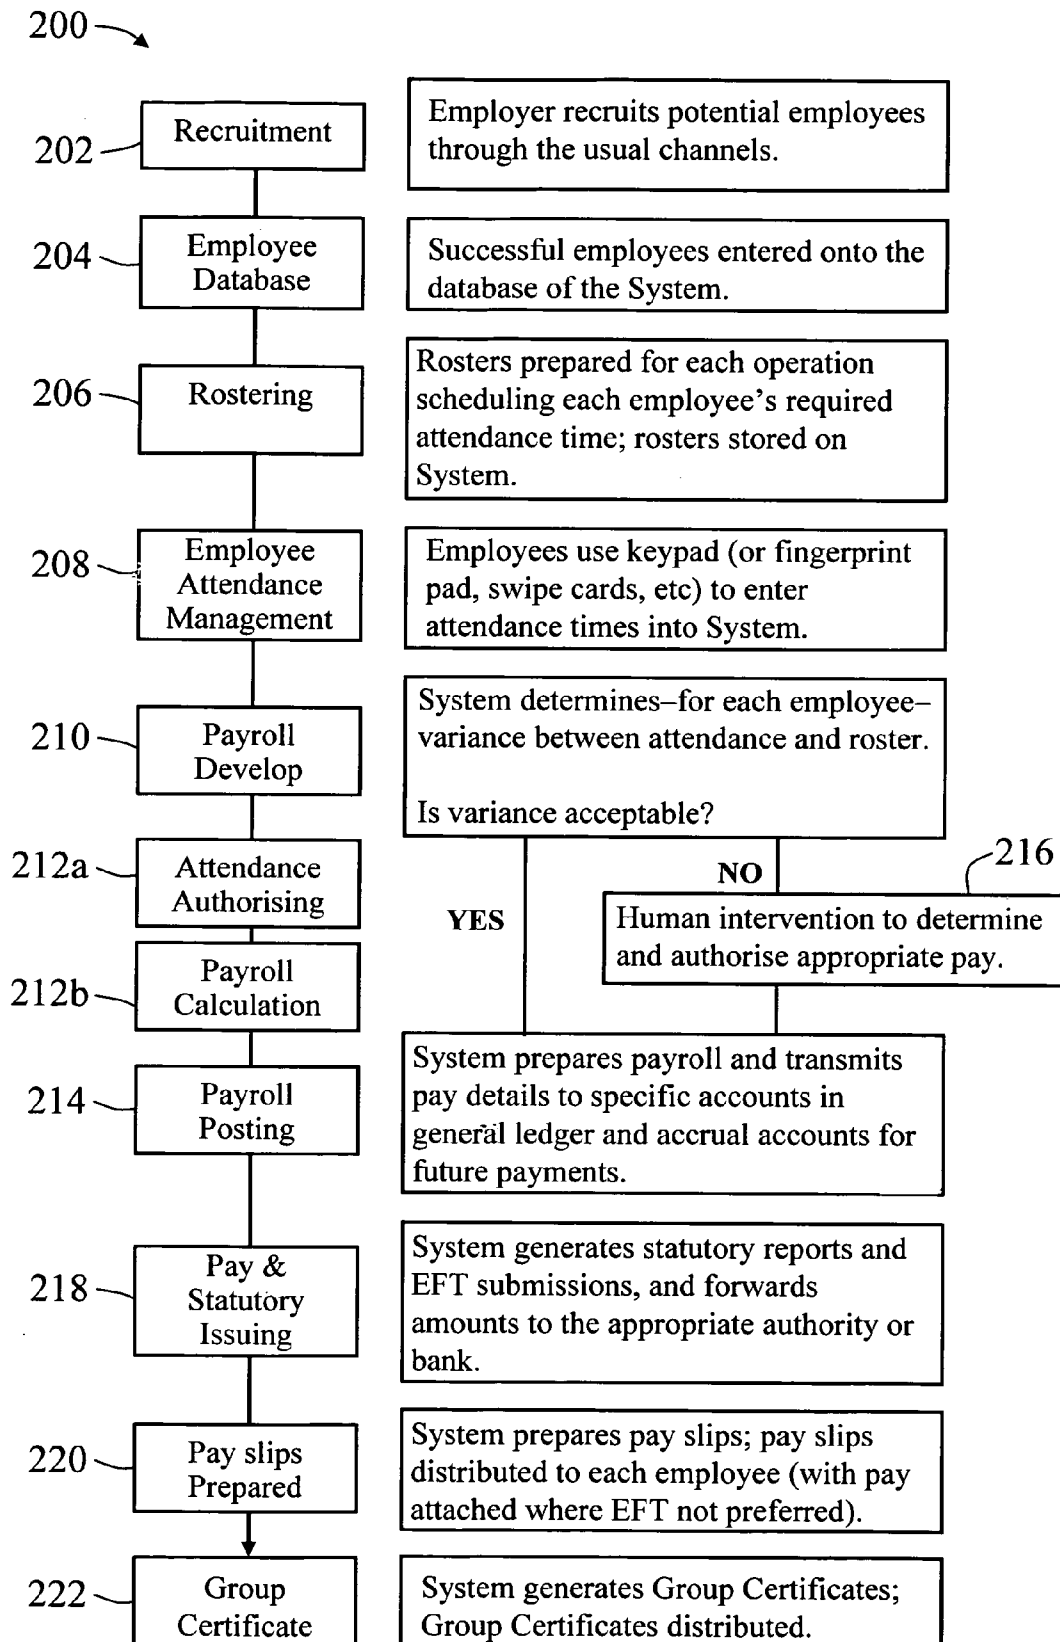 200
202
Recruitment
Employer recruits potential employees
through the usual channels.
204
Employee
Database
Successful employees entered onto the
database of the System.
206
Rostering
Rosters prepared for each operation
scheduling each employee’s required
attendance time; rosters stored on
System.
208
Employee
Attendance
Management
Employees use keypad (or fingerprint
pad, swipe cards, etc) to enter
attendance times into System.
210
Payroll
Develop
System determines–for each employee–
variance between attendance and roster.
Is variance acceptable?
212a
Attendance
Authorising
YES
NO
216
Human intervention to determine
and authorise appropriate pay.
212b
Payroll
Calculation
214
Payroll
Posting
System prepares payroll and transmits
pay details to specific accounts in
general ledger and accrual accounts for
future payments.
218
Pay &
Statutory
Issuing
System generates statutory reports and
EFT submissions, and forwards
amounts to the appropriate authority or
bank.
220
Pay slips
Prepared
System prepares pay slips; pay slips
distributed to each employee (with pay
attached where EFT not preferred).
222
Group
Certificate
System generates Group Certificates;
Group Certificates distributed.